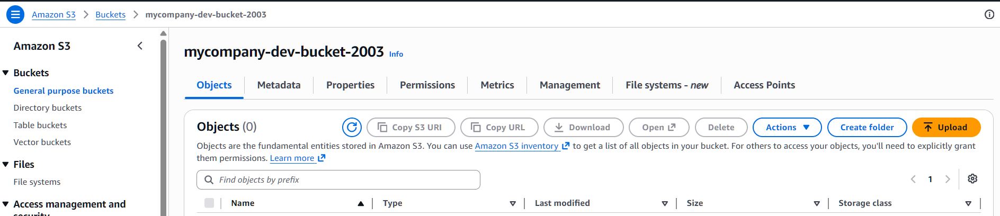 Amazon S3 > Buckets > mycompany-dev-bucket-2003
Amazon S3
Buckets
General purpose buckets
Directory buckets
Table buckets
Vector buckets
Files
File systems
Access management and
security
mycompany-dev-bucket-2003 Info
Objects Metadata Properties Permissions Metrics Management File systems - new Access Points
Objects (0) Copy S3 URI Copy URL Download Open Delete Actions Create folder Upload
Objects are the fundamental entities stored in Amazon S3. You can use Amazon S3 inventory to get a list of all objects in your bucket. For others to access your objects, you'll need to explicitly grant
them permissions. Learn more
Find objects by prefix 1
Name Type Last modified Size Storage class